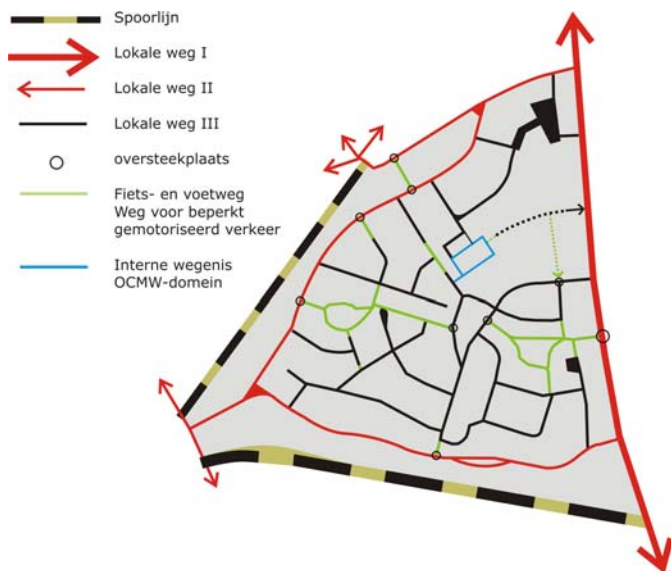 Spoorlijn
Lokale weg I
Lokale weg II
Lokale weg III
oversteekplaats
Fiets- en voetweg
Weg voor beperkt
gemotoriseerd verkeer
Interne wegenis
OCMW-domein